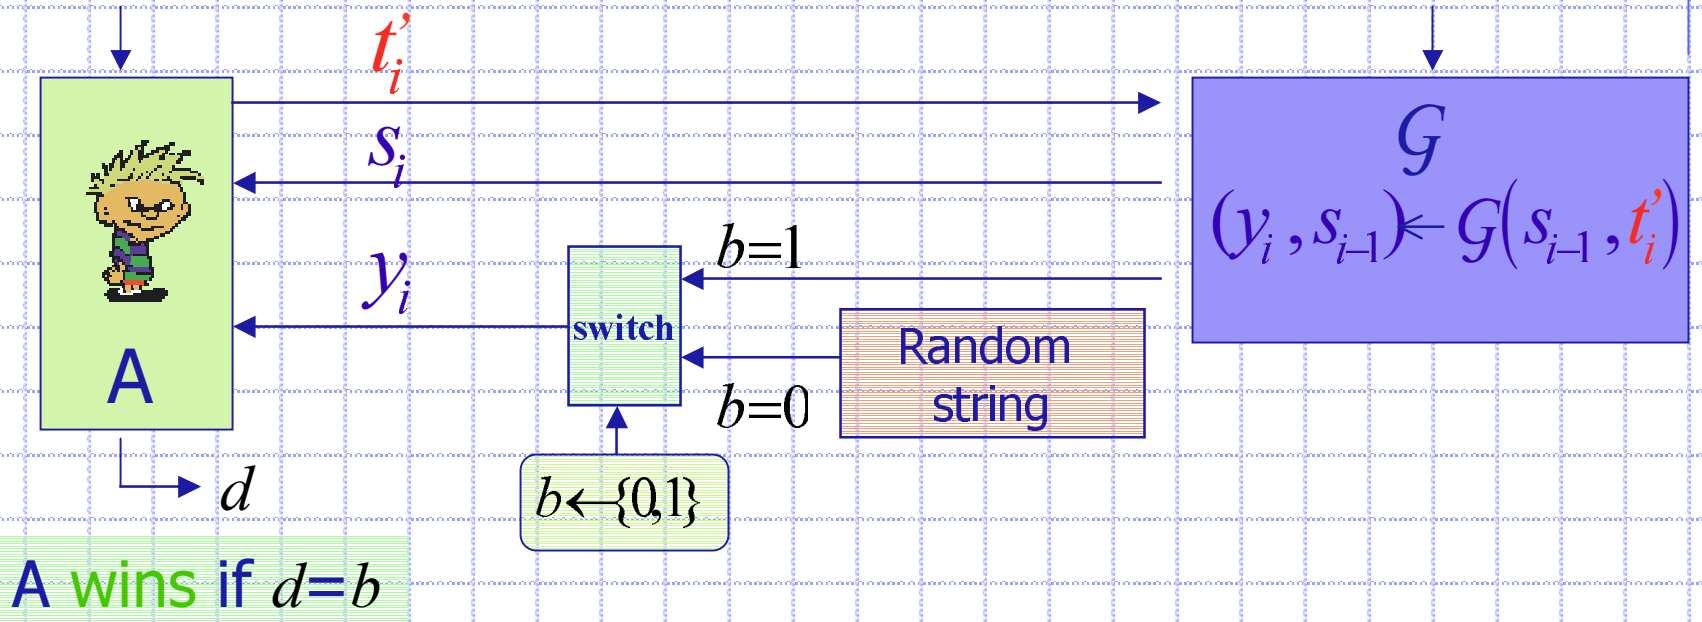 t'ᵢ
sᵢ
yᵢ
A
d
A wins if d=b
b=1
switch
b=0
b←{0,1}
Random
string
𝒢
(yᵢ, sᵢ₋₁)← 𝒢(sᵢ₋₁, t'ᵢ)